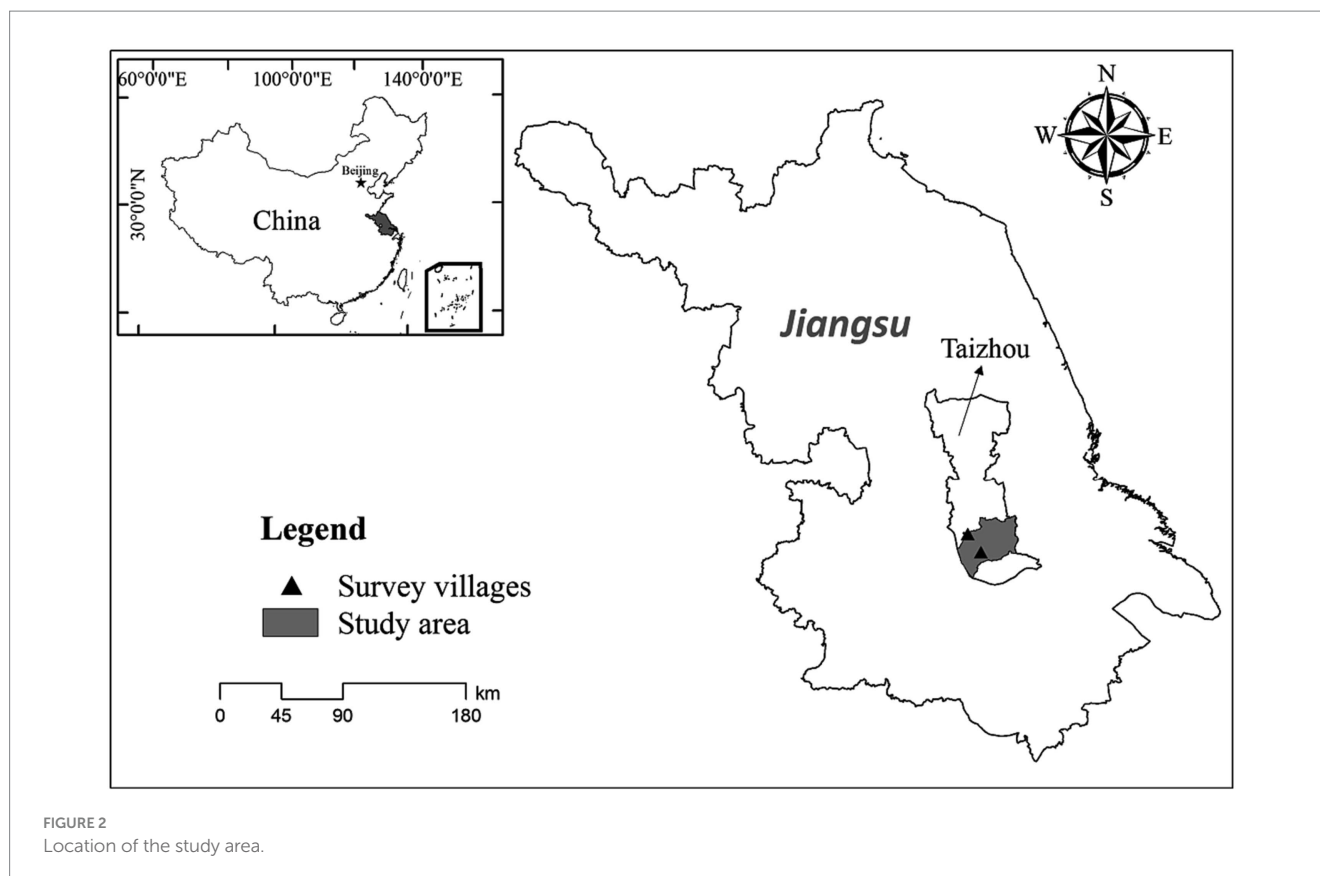 60°0'0"E 100°0'0"E 140°0'0"E
30°0'0"N
Beijing
China
N
W E
S
Jiangsu
Taizhou
Legend
Survey villages
Study area
km
0 45 90 180
FIGURE 2
Location of the study area.